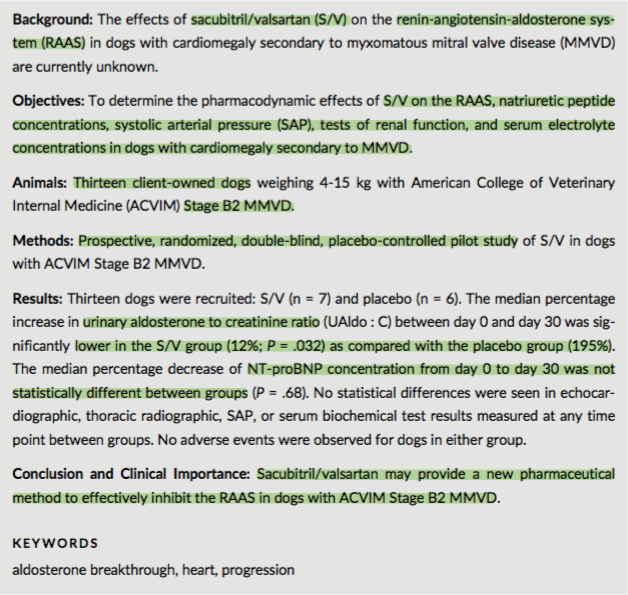 Background: The effects of sacubitril/valsartan (S/V) on the renin-angiotensin-aldosterone sys-
tem (RAAS) in dogs with cardiomegaly secondary to myxomatous mitral valve disease (MMVD)
are currently unknown.
Objectives: To determine the pharmacodynamic effects of S/V on the RAAS, natriuretic peptide
concentrations, systolic arterial pressure (SAP), tests of renal function, and serum electrolyte
concentrations in dogs with cardiomegaly secondary to MMVD.
Animals: Thirteen client-owned dogs weighing 4-15 kg with American College of Veterinary
Internal Medicine (ACVIM) Stage B2 MMVD.
Methods: Prospective, randomized, double-blind, placebo-controlled pilot study of S/V in dogs
with ACVIM Stage B2 MMVD.
Results: Thirteen dogs were recruited: S/V (n = 7) and placebo (n = 6). The median percentage
increase in urinary aldosterone to creatinine ratio (UAldo : C) between day 0 and day 30 was sig-
nificantly lower in the S/V group (12%; P = .032) as compared with the placebo group (195%).
The median percentage decrease of NT-proBNP concentration from day 0 to day 30 was not
statistically different between groups (P = .68). No statistical differences were seen in echocar-
diographic, thoracic radiographic, SAP, or serum biochemical test results measured at any time
point between groups. No adverse events were observed for dogs in either group.
Conclusion and Clinical Importance: Sacubitril/valsartan may provide a new pharmaceutical
method to effectively inhibit the RAAS in dogs with ACVIM Stage B2 MMVD.
KEYWORDS
aldosterone breakthrough, heart, progression